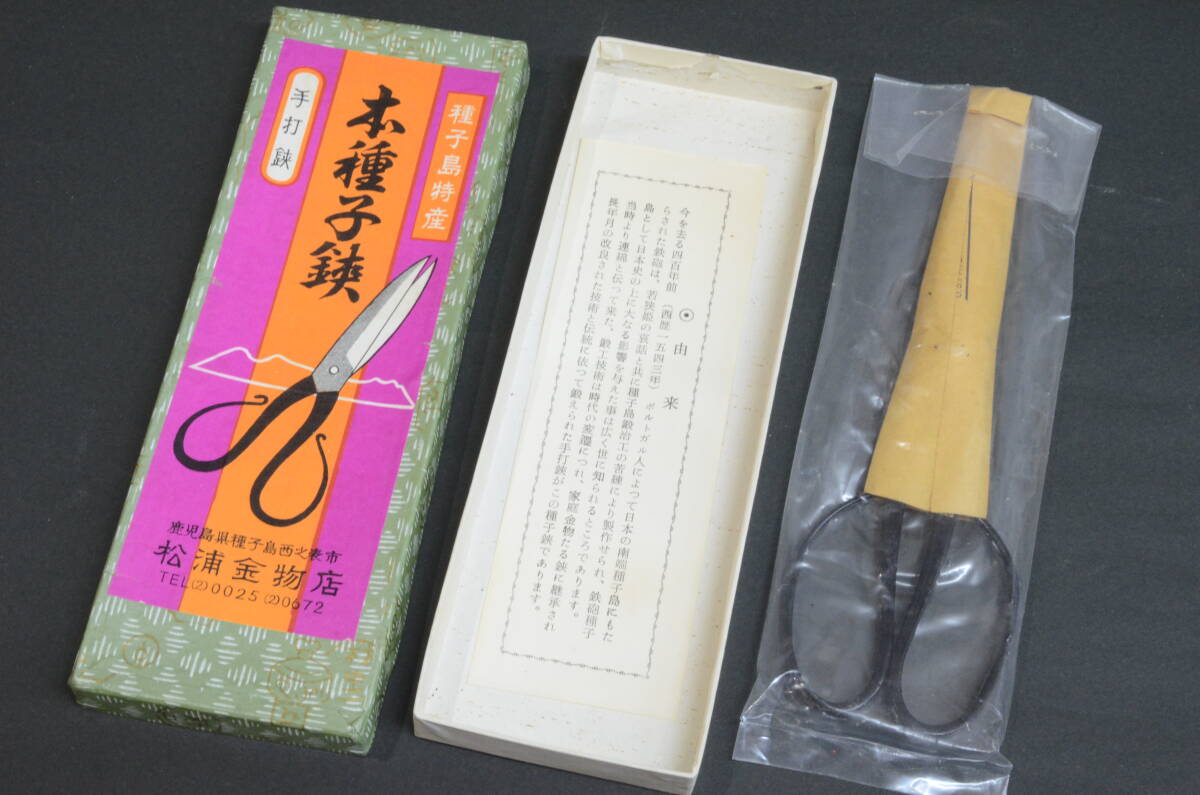 種子島特産
本種子鋏
手打鋏
鹿児島県種子島西之表市
松浦金物店
TEL(2)0025(2)0672
由来
今を去る四百年前(西歴一五四三年)ポルトガル人によつて日本の南端種子島にもた
らされた鉄砲は、若狭姫の哀話と共に種子島鍛治工の苦練により製作せられ、鉄砲種子
島として日本史の上に大なる影響を与えた事は広く世に知られるところであります。
当時より連綿と伝つて来た、鍛工技術は時代の変躍につれ、家庭金物たる鋏に継承され
長年月の改良された技術と伝統に依つて鍛えられた手打鋏がこの種子鋏であります。